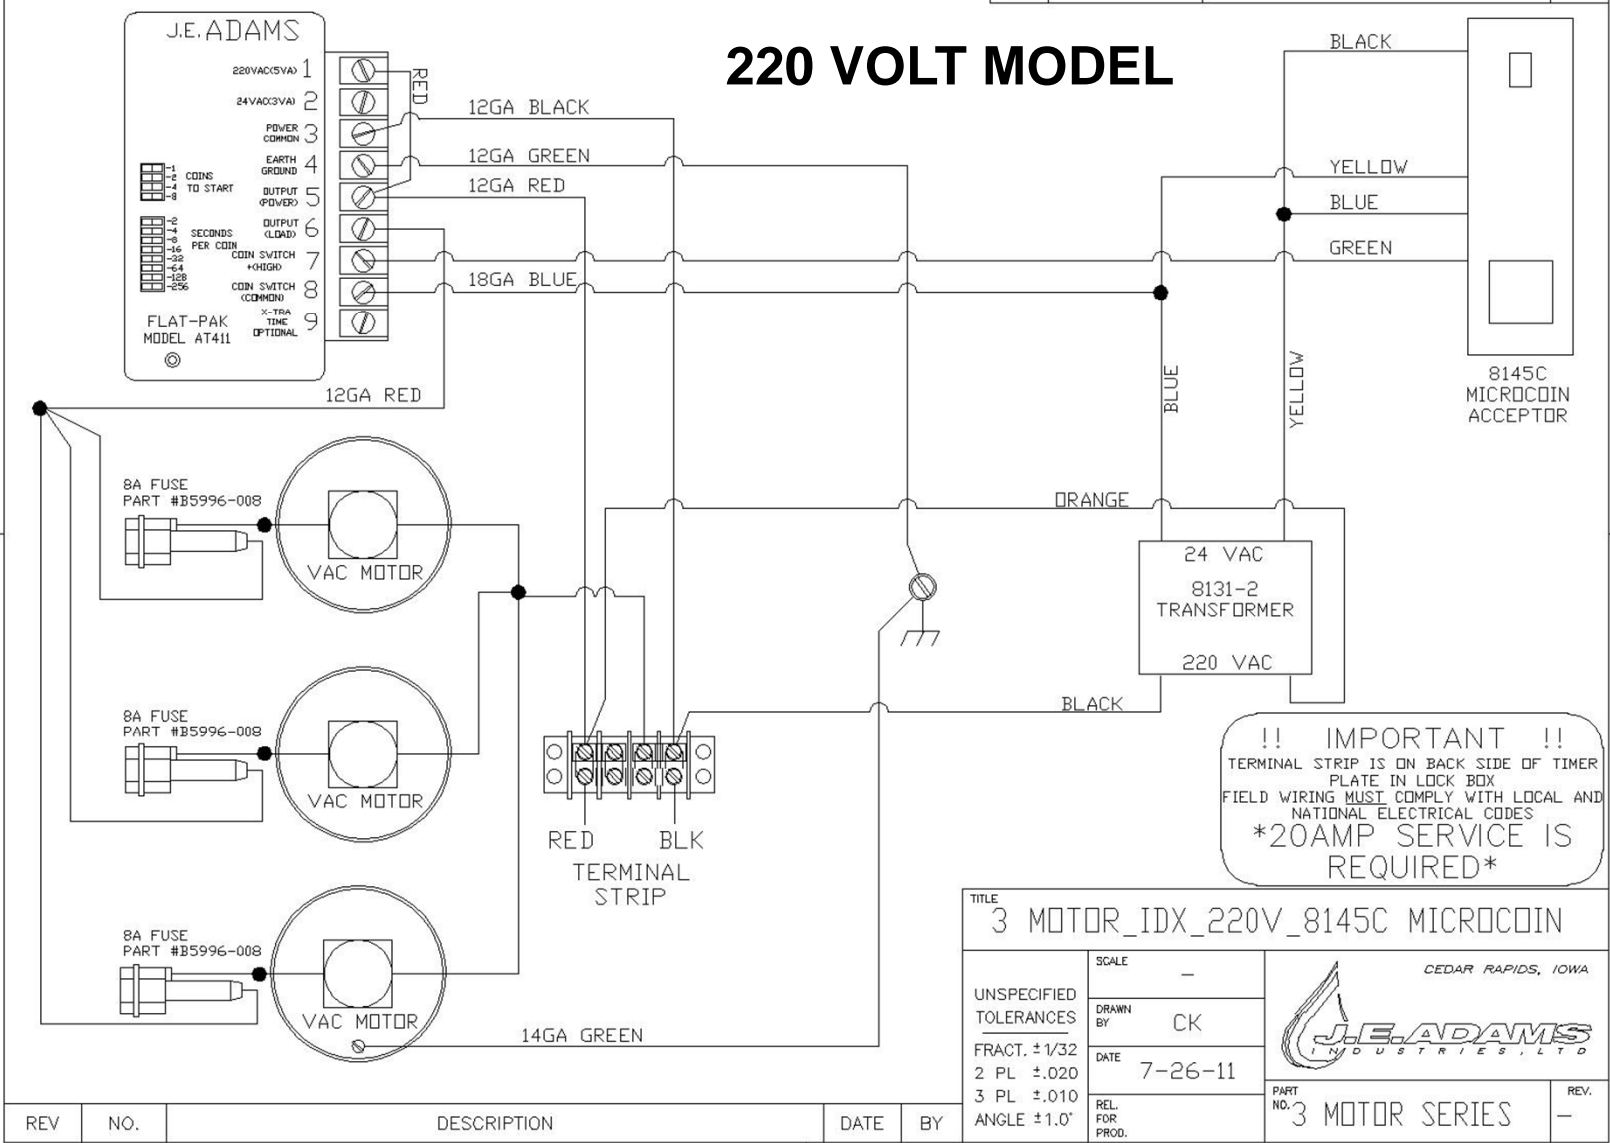 220 VOLT MODEL
J.E. ADAMS
220VAC(5VA) 1
24VAC(3VA) 2
POWER COMMON 3
EARTH GROUND 4
OUTPUT (POWER) 5
OUTPUT (LOAD) 6
COIN SWITCH +(HIGH) 7
COIN SWITCH (COMMON) 8
X-TRA TIME OPTIONAL 9
-1
-2
-4
-8
COINS
TO START
-2
-4
-8
-16
-32
-64
-128
-256
SECONDS
PER COIN
FLAT-PAK
MODEL AT411
RED
12GA BLACK
12GA GREEN
12GA RED
18GA BLUE
12GA RED
BLACK
YELLOW
BLUE
GREEN
8145C
MICROCOIN
ACCEPTOR
BLUE
YELLOW
8A FUSE
PART #B5996-008
VAC MOTOR
8A FUSE
PART #B5996-008
VAC MOTOR
8A FUSE
PART #B5996-008
VAC MOTOR
14GA GREEN
ORANGE
24 VAC
8131-2
TRANSFORMER
220 VAC
BLACK
RED
BLK
TERMINAL
STRIP
!! IMPORTANT !!
TERMINAL STRIP IS ON BACK SIDE OF TIMER
PLATE IN LOCK BOX
FIELD WIRING MUST COMPLY WITH LOCAL AND
NATIONAL ELECTRICAL CODES
*20AMP SERVICE IS
REQUIRED*
TITLE
3 MOTOR_IDX_220V_8145C MICROCOIN
UNSPECIFIED
TOLERANCES
FRACT. ±1/32
2 PL ±.020
3 PL ±.010
ANGLE ±1.0°
SCALE
-
DRAWN
BY
CK
DATE
7-26-11
REL.
FOR
PROD.
CEDAR RAPIDS, IOWA
J.E.ADAMS
INDUSTRIES, LTD
PART
NO.
3 MOTOR SERIES
REV.
-
REV NO. DESCRIPTION DATE BY